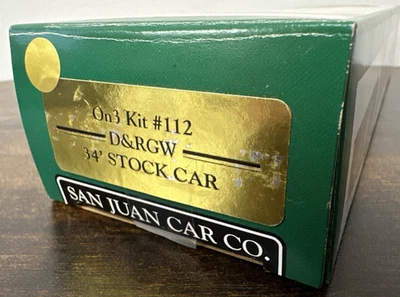 On3 Kit #112
D&RGW
34' STOCK CAR
SAN JUAN CAR CO.